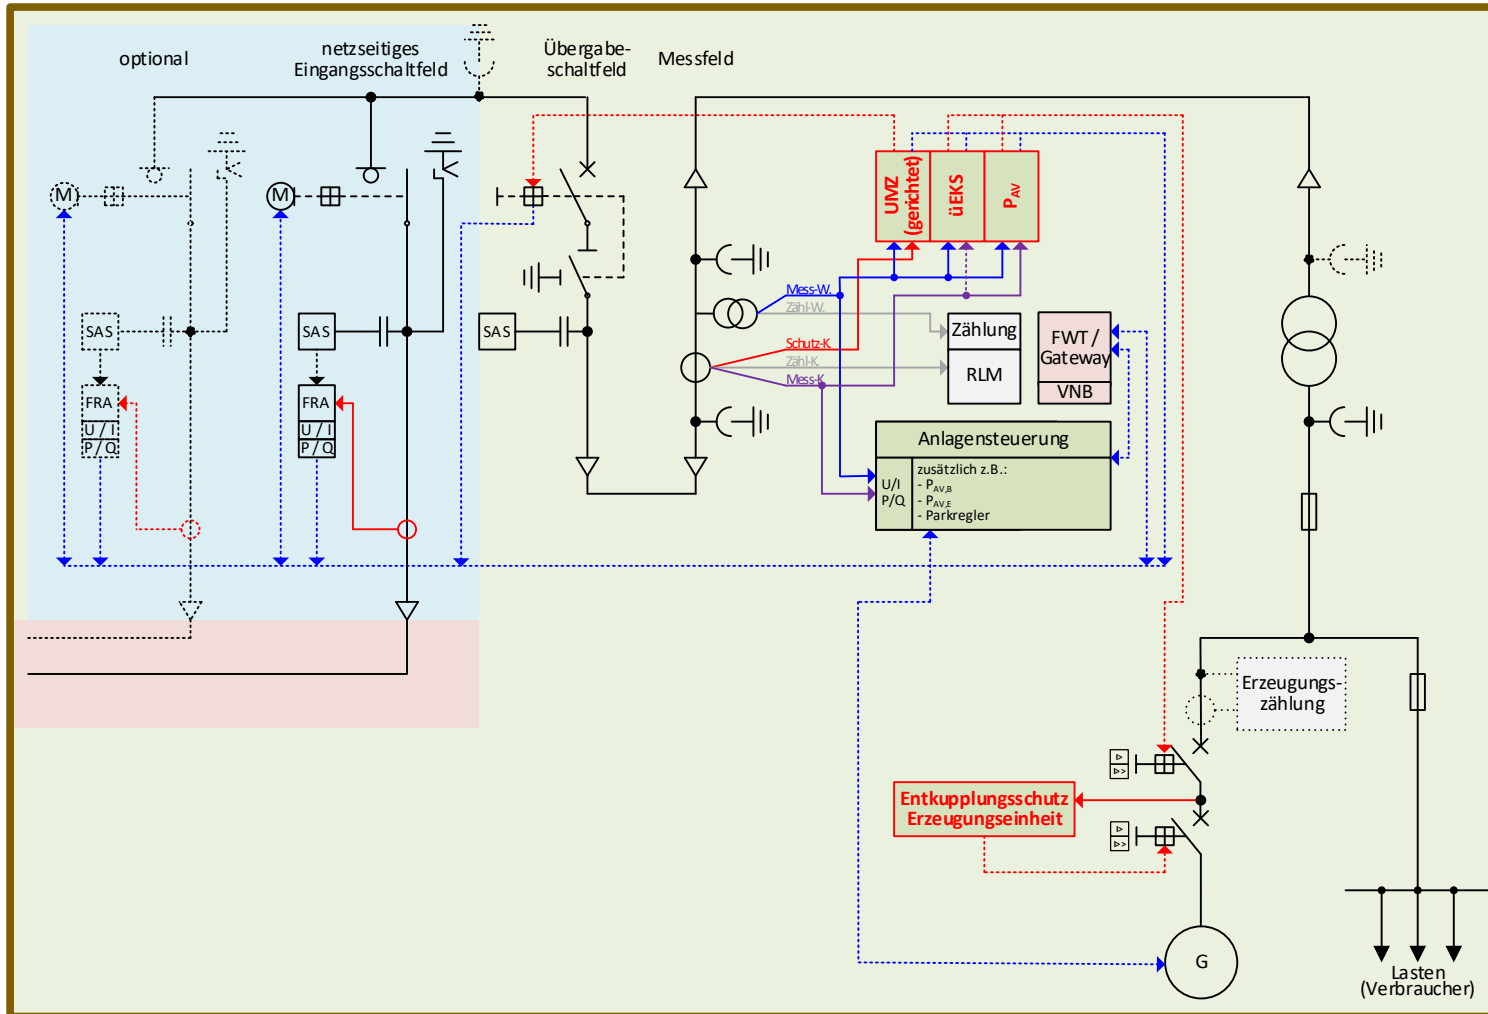 optional
netzseitiges
Eingangsschaltfeld
Übergabe-
schaltfeld
Messfeld
M
M
UMZ
(gerichtet)
üEKS
PAV
Mess-W.
Zähl-W.
Schutz-K.
Zähl-K.
Mess-K.
SAS
SAS
SAS
Zählung
RLM
FWT /
Gateway
VNB
FRA
U / I
P / Q
FRA
U / I
P / Q
Anlagensteuerung
U/I
P/Q
zusätzlich z.B.:
- PAV,B
- PAV,E
- Parkregler
Erzeugungs-
zählung
Entkupplungsschutz
Erzeugungseinheit
G
Lasten
(Verbraucher)